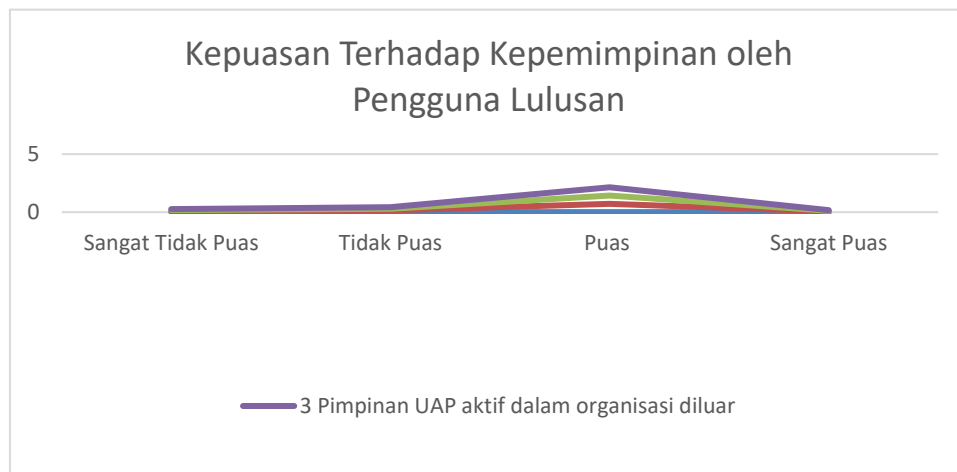 Kepuasan Terhadap Kepemimpinan oleh
Pengguna Lulusan
5
0
Sangat Tidak Puas
Tidak Puas
Puas
Sangat Puas
3 Pimpinan UAP aktif dalam organisasi diluar